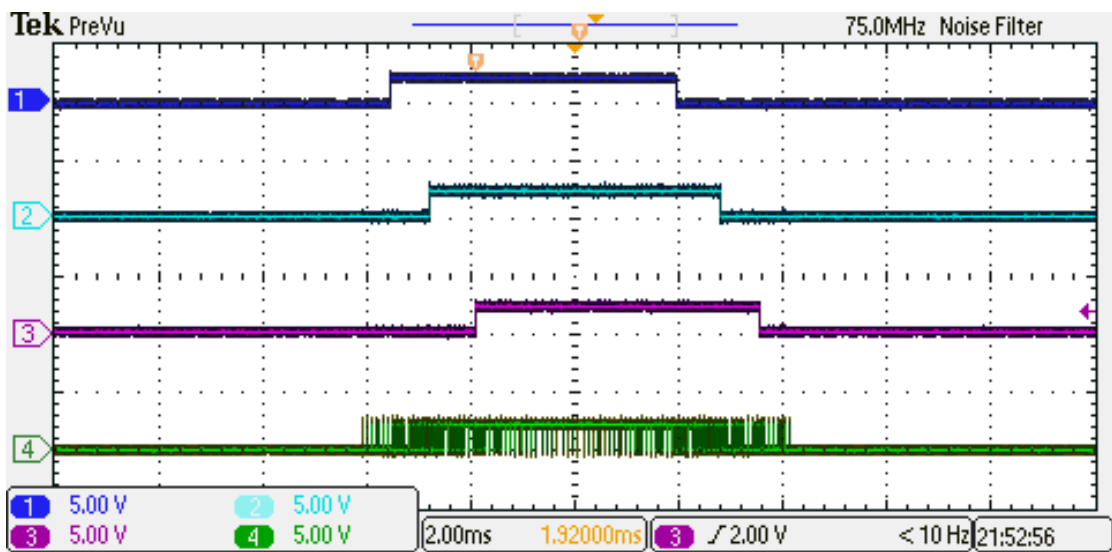 Tek PreVu 75.0MHz Noise Filter
T
T
1
2
3
4
1 5.00 V 2 5.00 V
3 5.00 V 4 5.00 V
2.00ms 1.92000ms 3 2.00 V < 10 Hz 21:52:56